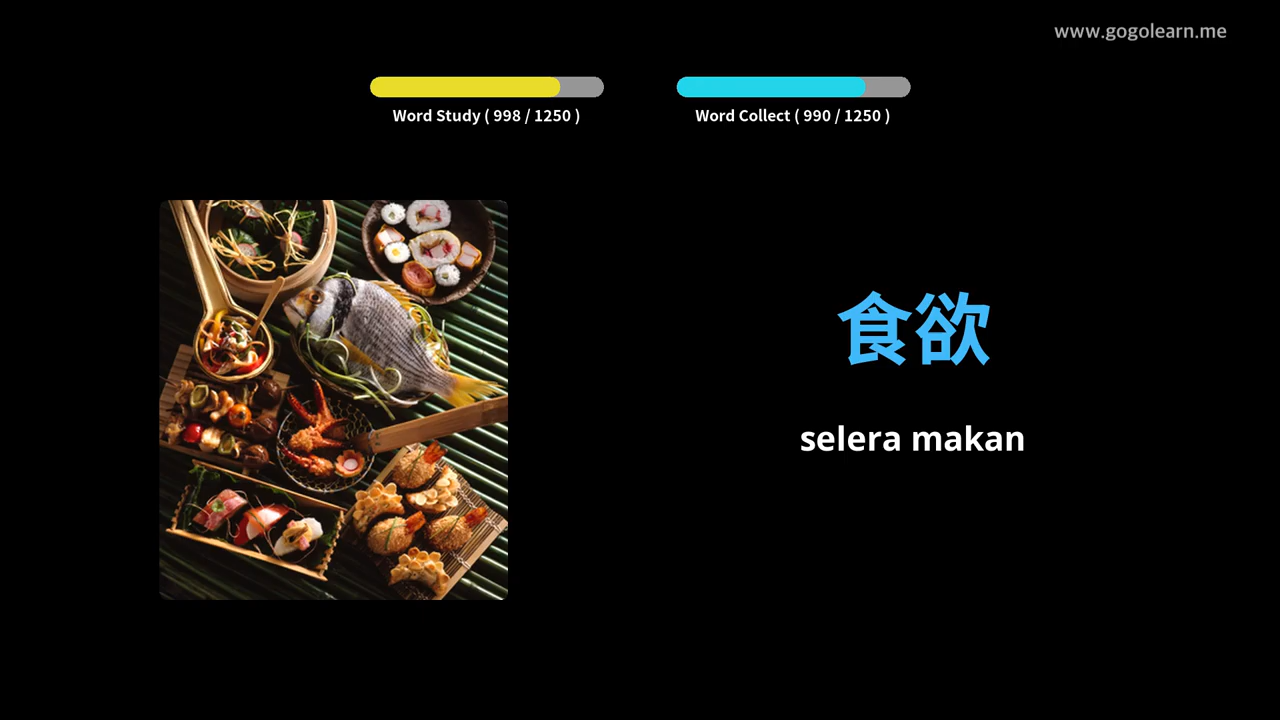 www.gogolearn.me
Word Study ( 998 / 1250 )
Word Collect ( 990 / 1250 )
食欲
selera makan